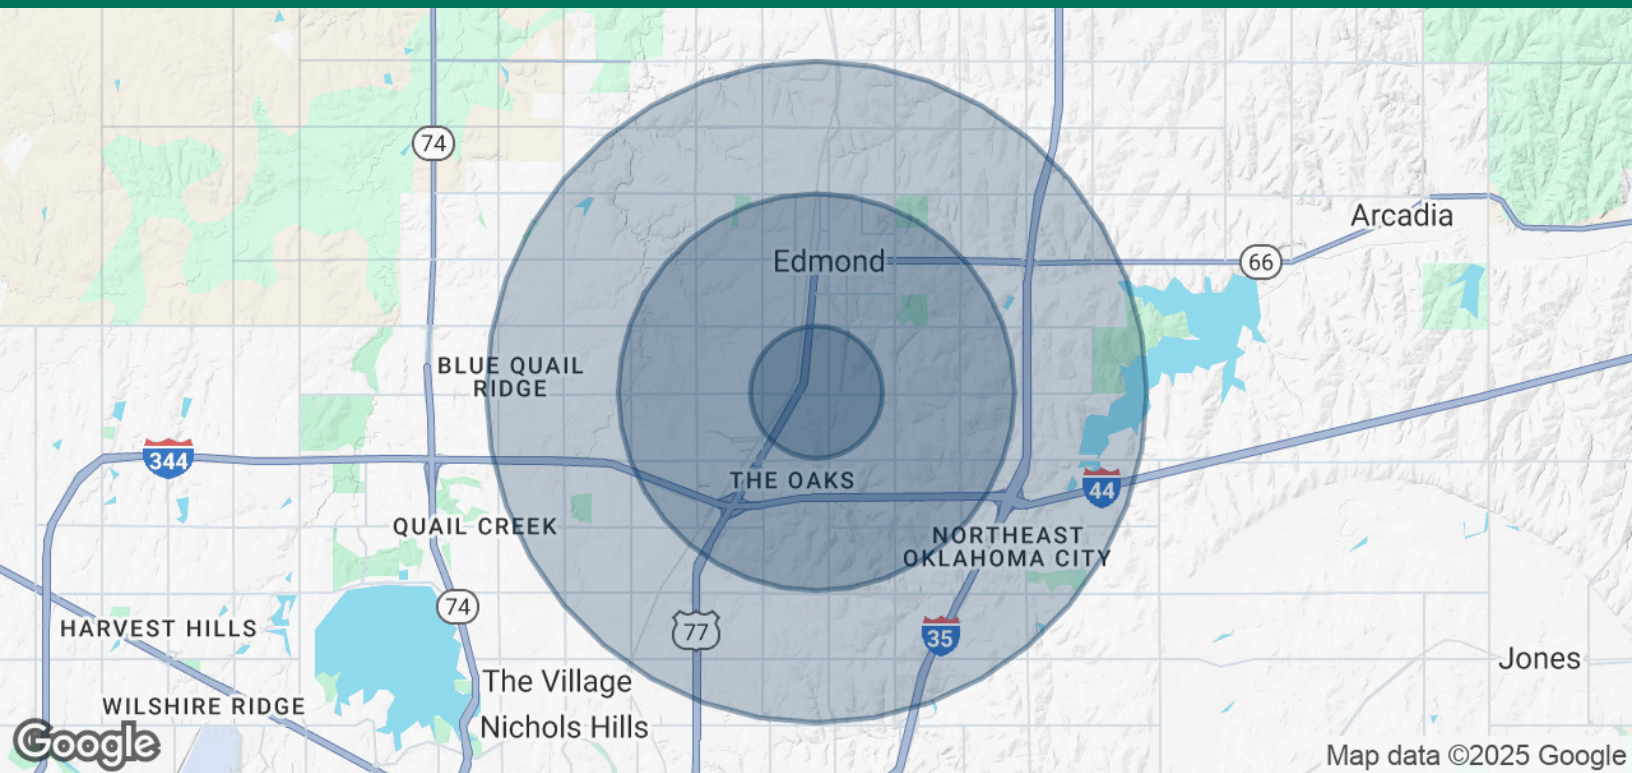 74
Edmond
Arcadia
66
BLUE QUAIL
RIDGE
344
THE OAKS
44
QUAIL CREEK
NORTHEAST
OKLAHOMA CITY
74
HARVEST HILLS
77
35
Jones
The Village
WILSHIRE RIDGE
Nichols Hills
Google
Map data ©2025 Google